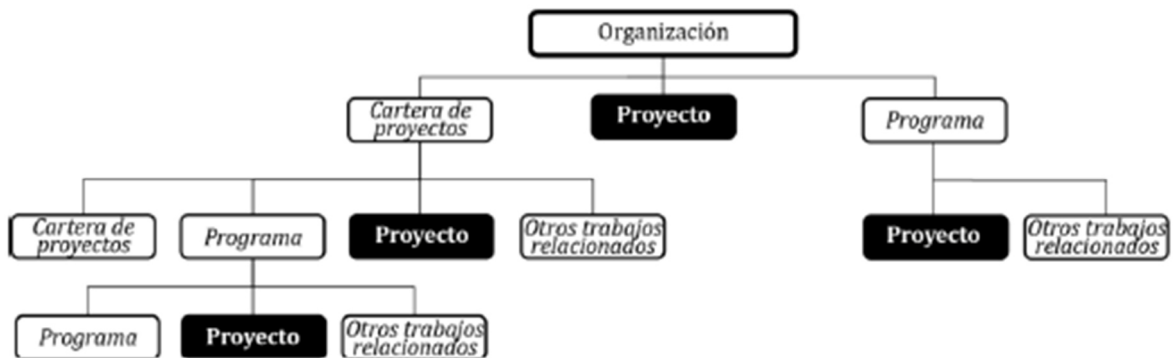 Organización
Cartera de
proyectos
Proyecto
Programa
Cartera de
proyectos
Programa
Proyecto
Otros trabajos
relacionados
Proyecto
Otros trabajos
relacionados
Programa
Proyecto
Otros trabajos
relacionados